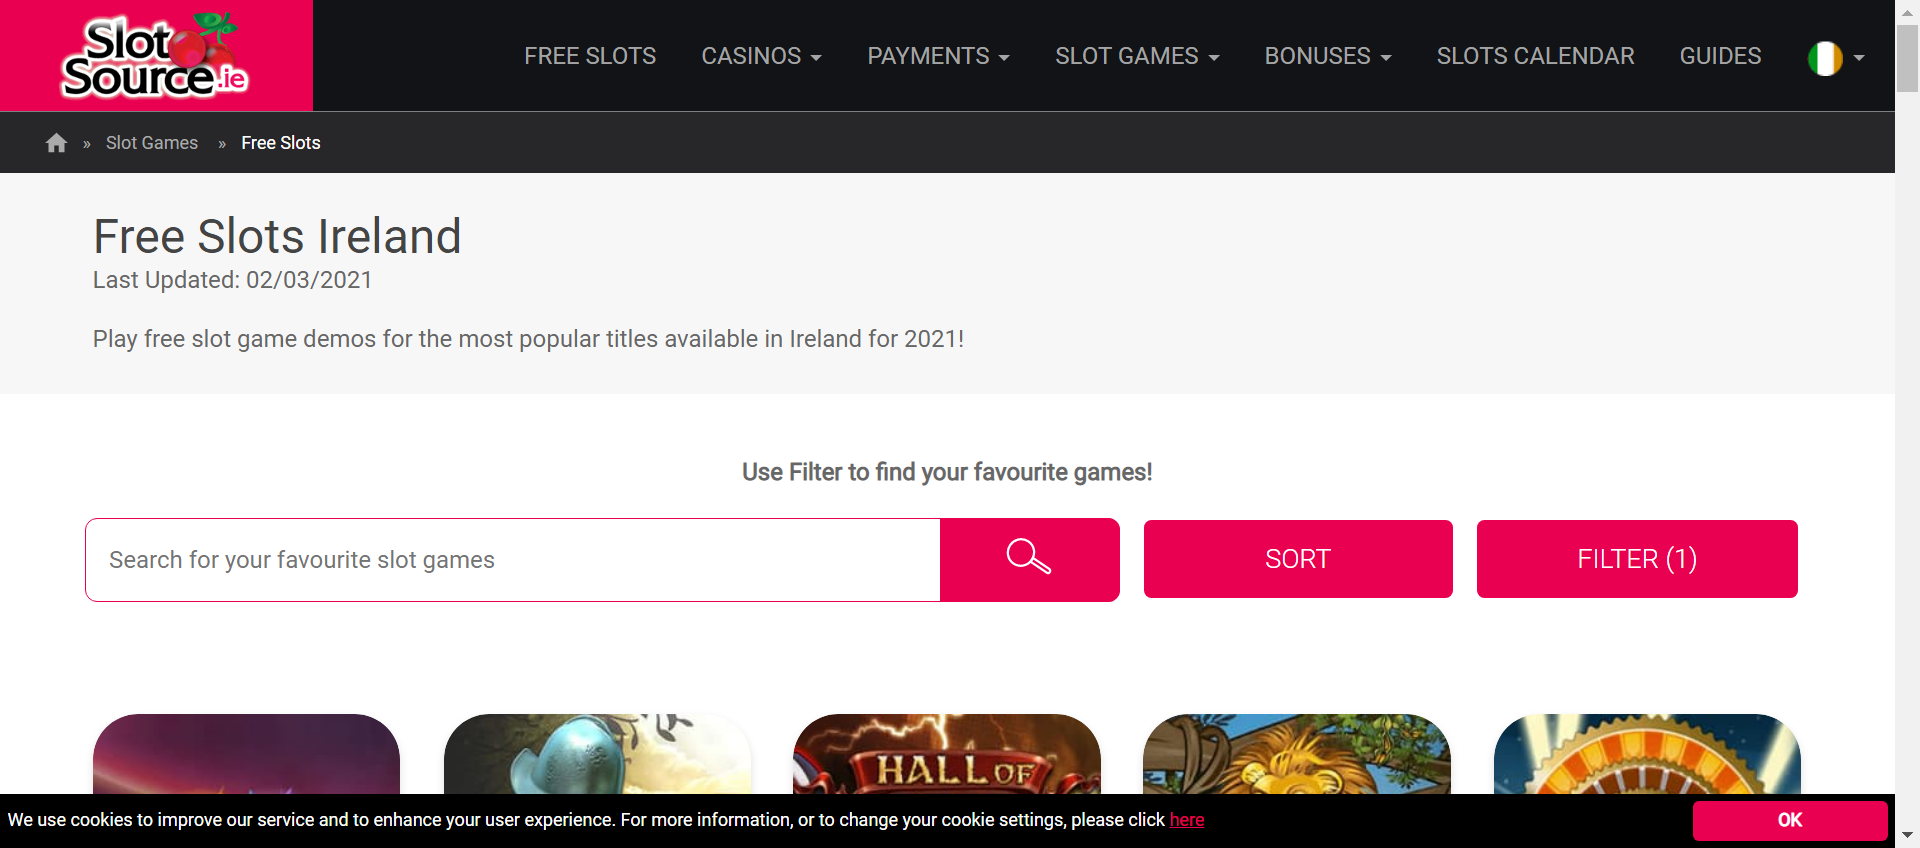 Slot
Source.ie
FREE SLOTS
CASINOS
PAYMENTS
SLOT GAMES
BONUSES
SLOTS CALENDAR
GUIDES
» Slot Games » Free Slots
Free Slots Ireland
Last Updated: 02/03/2021
Play free slot game demos for the most popular titles available in Ireland for 2021!
Use Filter to find your favourite games!
Search for your favourite slot games
SORT
FILTER (1)
HALL OF
We use cookies to improve our service and to enhance your user experience. For more information, or to change your cookie settings, please click here
OK